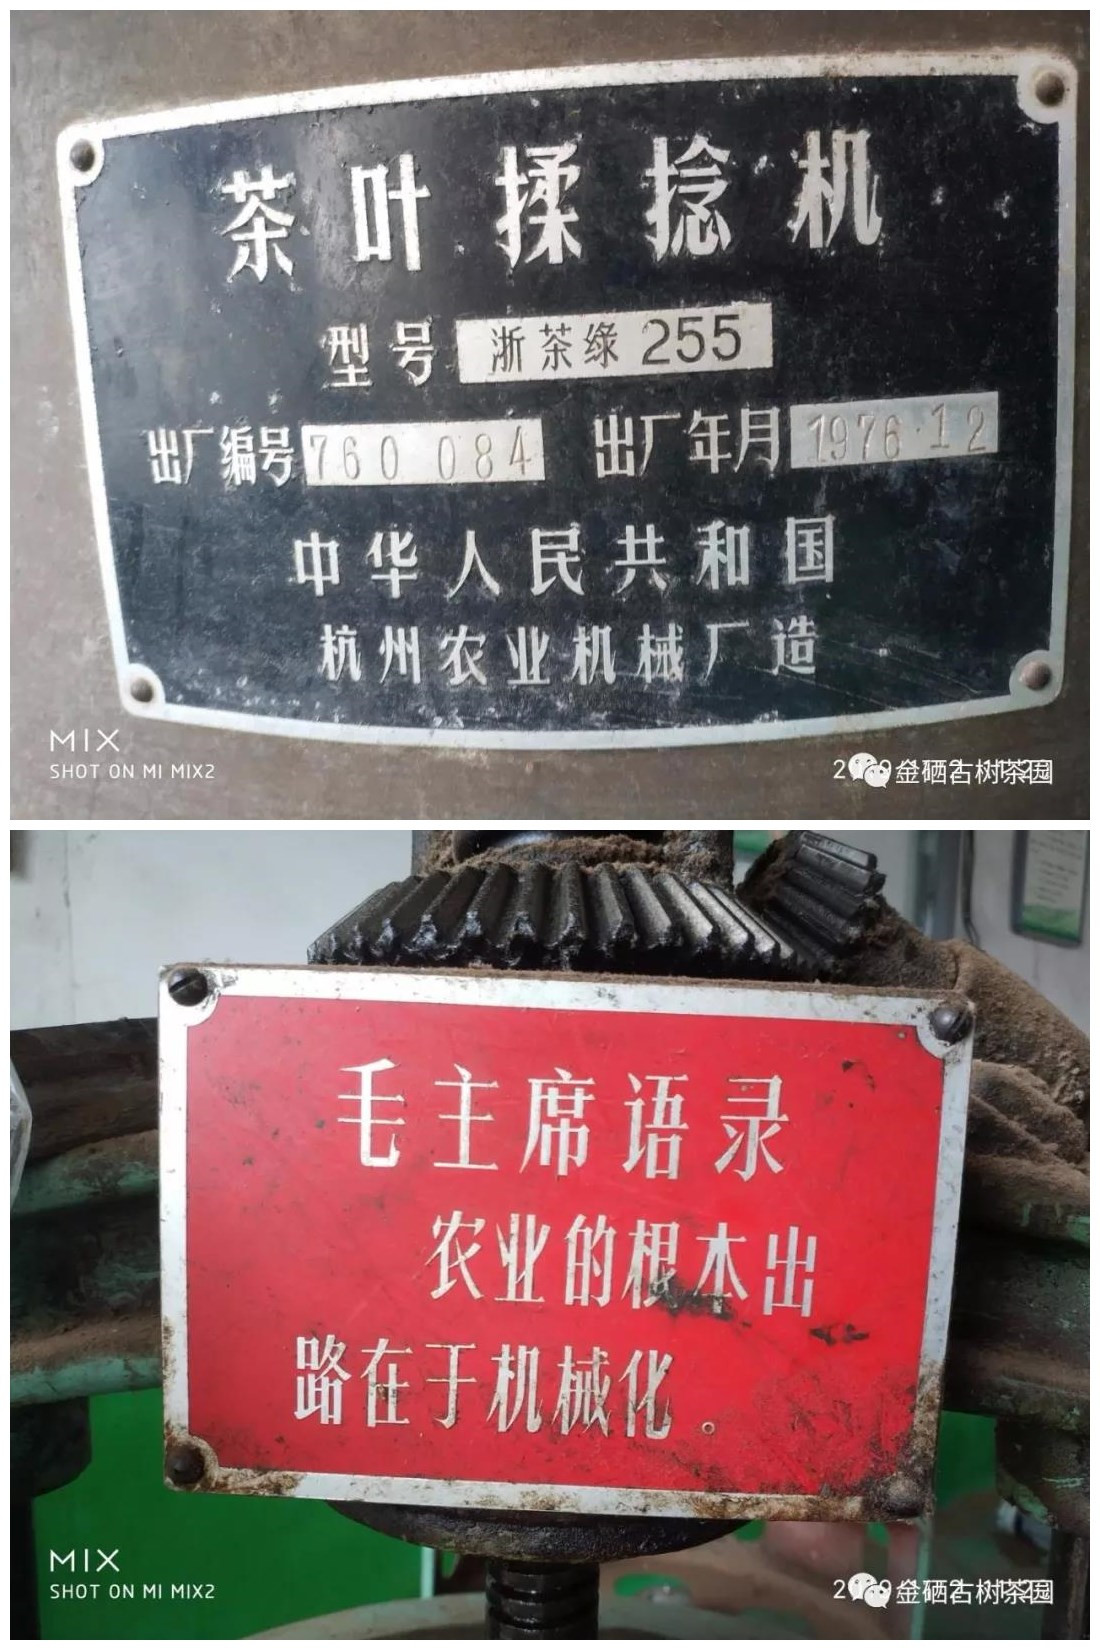 茶叶揉捻机
型号 浙茶绿255
出厂编号 760 084 出厂年月 1976·12
中华人民共和国
杭州农业机械厂造
MIX
SHOT ON MI MIX2
金硒古树茶园
毛主席语录
农业的根本出
路在于机械化。
MIX
SHOT ON MI MIX2
金硒古树茶园